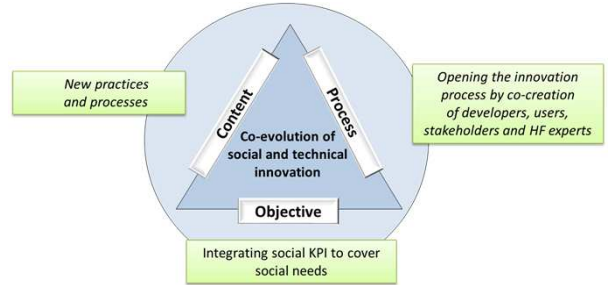 New practices
and processes
Content
Process
Opening the innovation
process by co-creation
of developers, users,
stakeholders and HF experts
Co-evolution of
social and technical
innovation
Objective
Integrating social KPI to cover
social needs